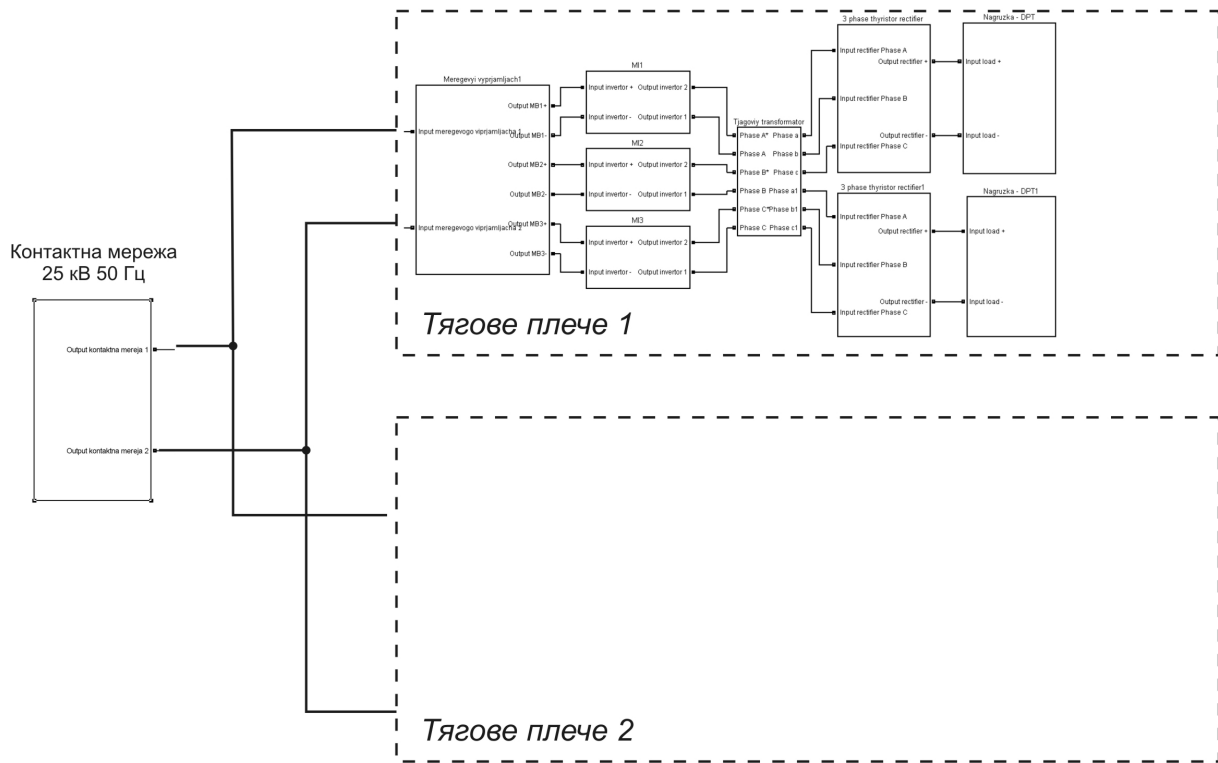 Контактна мережа
25 кВ 50 Гц
Output kontaktna mereja 1
Output kontaktna mereja 2
Meregevyi vyprjamljach1
Input meregevogo viprjamljacha 1
Input meregevogo viprjamljacha 2
Output MB1+
Output MB1-
Output MB2+
Output MB2-
Output MB3+
Output MB3-
MI1
Input invertor + Output invertor 2
Input invertor - Output invertor 1
MI2
Input invertor + Output invertor 2
Input invertor - Output invertor 1
MI3
Input invertor + Output invertor 2
Input invertor - Output invertor 1
Tjagoviy transformator
Phase A* Phase a
Phase A Phase b
Phase B* Phase c
Phase B Phase a1
Phase C* Phase b1
Phase C Phase c1
3 phase thyristor rectifier
Input rectifier Phase A
Output rectifier +
Input rectifier Phase B
Output rectifier -
Input rectifier Phase C
Nagruzka - DPT
Input load +
Input load -
3 phase thyristor rectifier1
Input rectifier Phase A
Output rectifier +
Input rectifier Phase B
Output rectifier -
Input rectifier Phase C
Nagruzka - DPT1
Input load +
Input load -
Тягове плече 1
Тягове плече 2